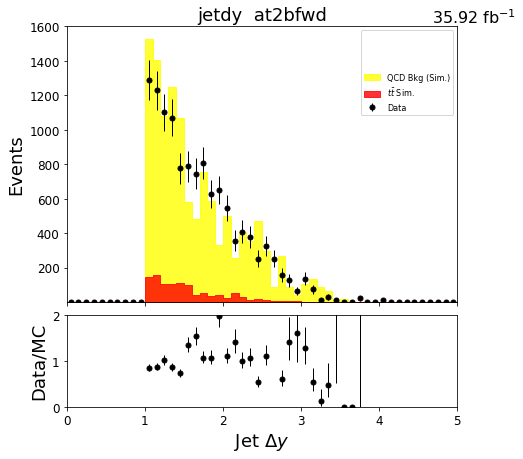 jetdy at2bfwd
35.92 fb⁻¹
1600
1400
1200
1000
800
600
400
200
Events
QCD Bkg (Sim.)
tt̄ Sim.
Data
2
1
0
Data/MC
0 1 2 3 4 5
Jet Δy